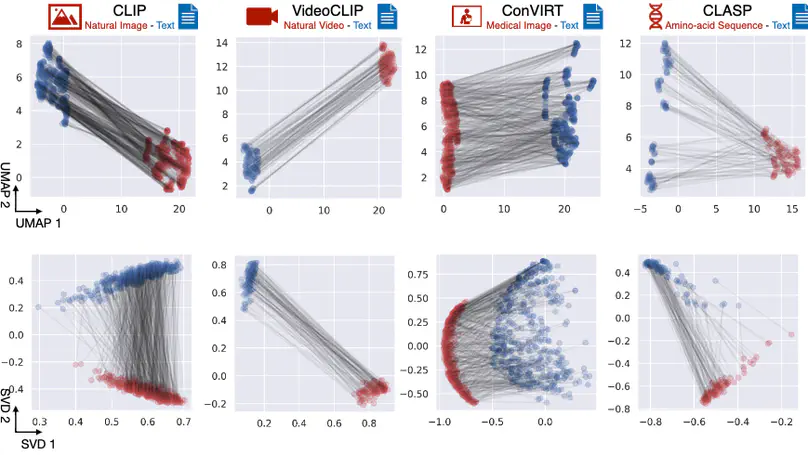 CLIP
Natural Image - Text
VideoCLIP
Natural Video - Text
ConVIRT
Medical Image - Text
CLASP
Amino-acid Sequence - Text
8
6
4
2
0
0 10 20
14
12
10
8
6
4
2
0 10 20
12
10
8
6
4
2
0 10 20
12
10
8
6
4
−5 0 5 10 15
UMAP 2
UMAP 1
0.4
0.2
0.0
−0.2
−0.4
0.3 0.4 0.5 0.6 0.7
0.8
0.6
0.4
0.2
0.0
−0.2
0.2 0.4 0.6 0.8
0.75
0.50
0.25
0.00
−0.25
−0.50
−1.0 −0.5 0.0
0.4
0.2
0.0
−0.2
−0.4
−0.6
−0.8
−0.8 −0.6 −0.4 −0.2
SVD 2
SVD 1